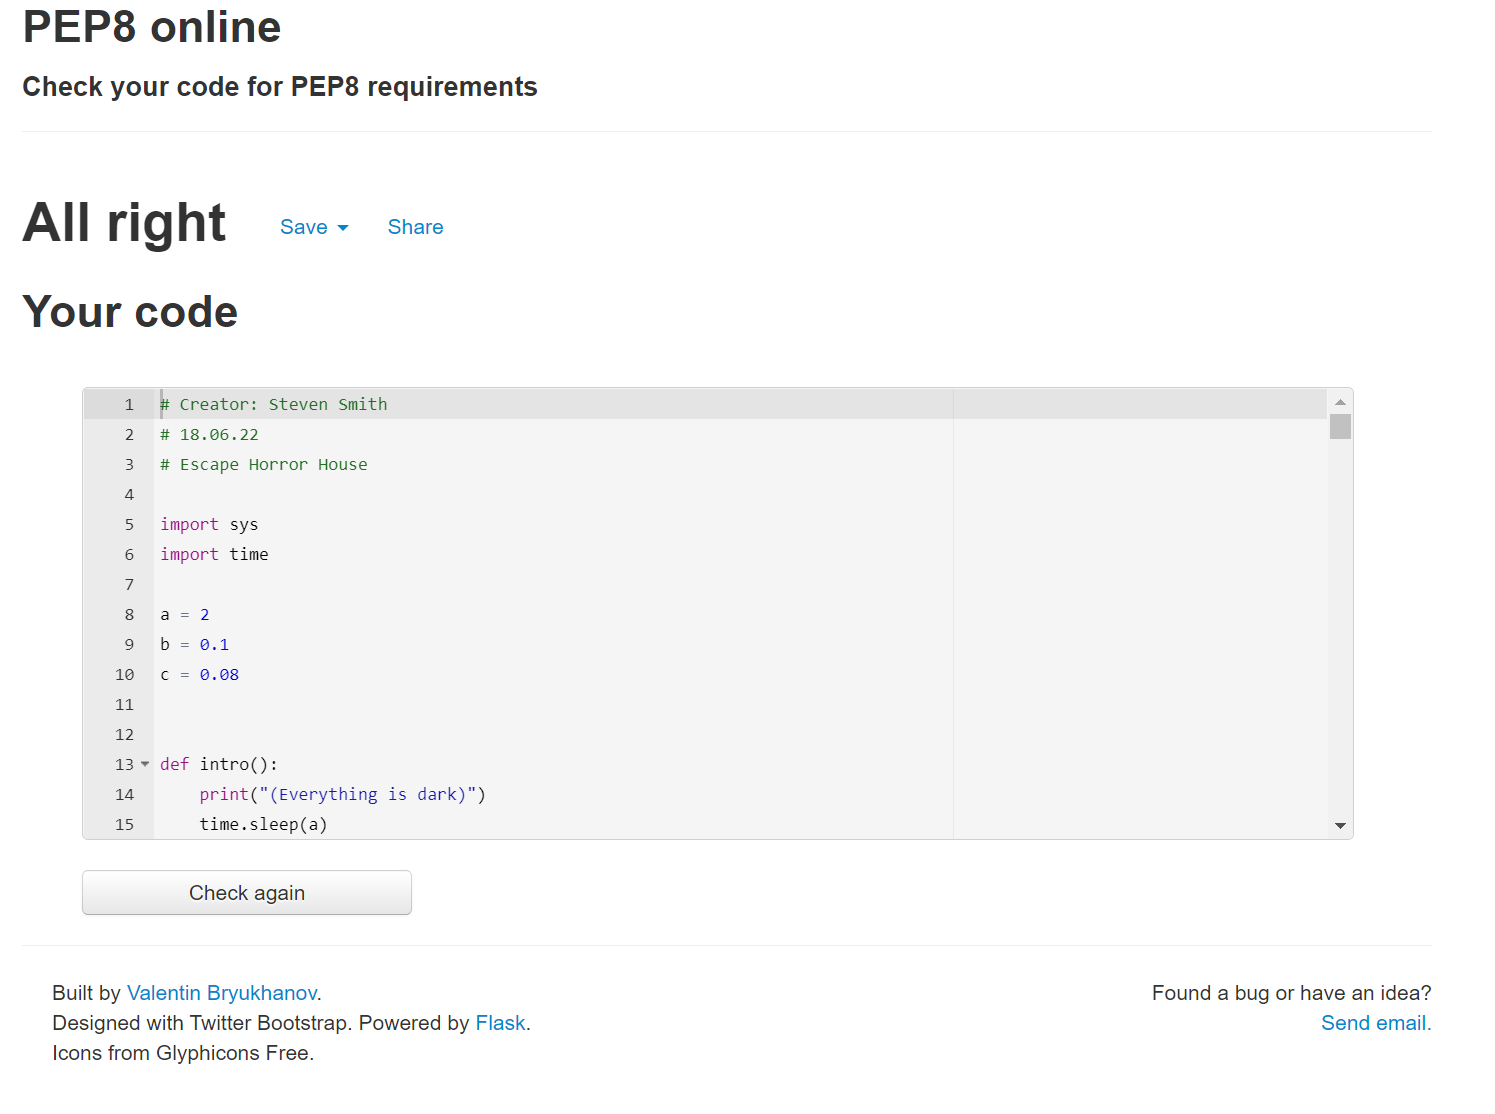 PEP8 online
Check your code for PEP8 requirements
All right Save Share
Your code
1 # Creator: Steven Smith
2 # 18.06.22
3 # Escape Horror House
4
5 import sys
6 import time
7
8 a = 2
9 b = 0.1
10 c = 0.08
11
12
13 def intro():
14     print("(Everything is dark)")
15     time.sleep(a)
Check again
Built by Valentin Bryukhanov.
Designed with Twitter Bootstrap. Powered by Flask.
Icons from Glyphicons Free.
Found a bug or have an idea?
Send email.